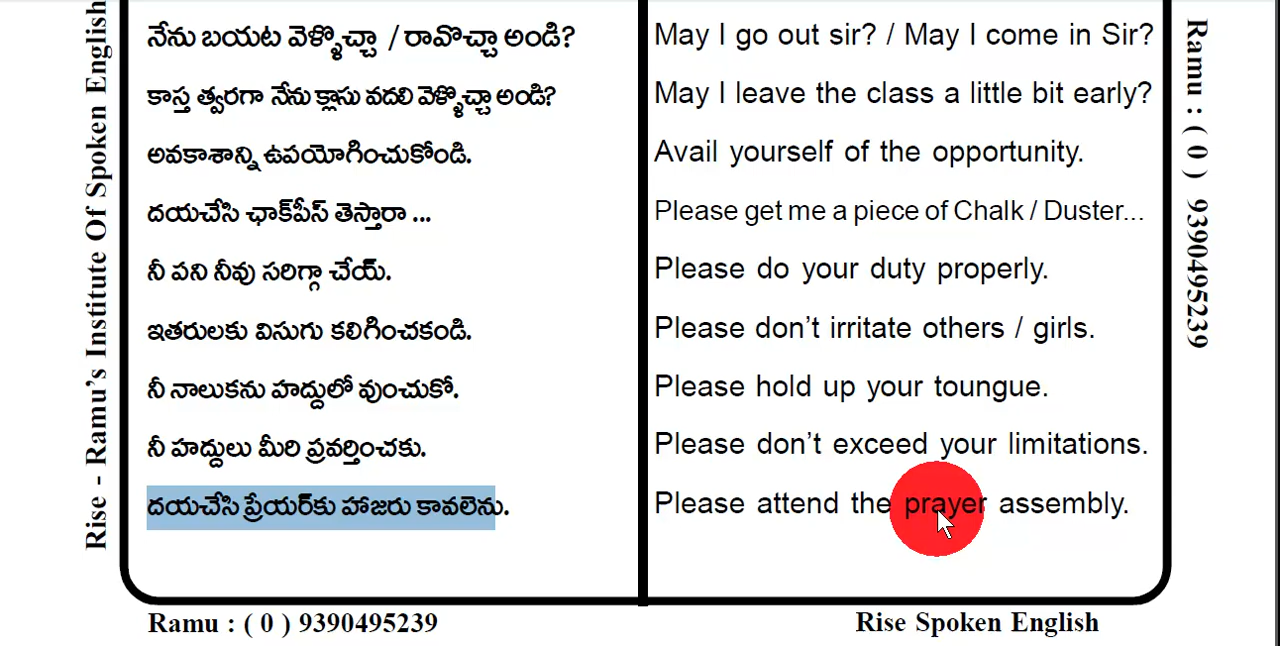 Rise - Ramu's Institute Of Spoken English
నేను బయట వెళ్ళొచ్చా / రావొచ్చా అండి?
కాస్త త్వరగా నేను క్లాసు వదలి వెళ్ళొచ్చా అండి?
అవకాశాన్ని ఉపయోగించుకోండి.
దయచేసి ఛాక్‌పీస్ తెస్తారా ...
నీ పని నీవు సరిగ్గా చేయ్.
ఇతరులకు విసుగు కలిగించకండి.
నీ నాలుకను హద్దులో వుంచుకో.
నీ హద్దులు మీరి ప్రవర్తించకు.
దయచేసి ప్రేయర్‌కు హాజరు కావలెను.
May I go out sir? / May I come in Sir?
May I leave the class a little bit early?
Avail yourself of the opportunity.
Please get me a piece of Chalk / Duster...
Please do your duty properly.
Please don't irritate others / girls.
Please hold up your toungue.
Please don't exceed your limitations.
Please attend the prayer assembly.
Ramu : ( 0 ) 9390495239
Ramu : ( 0 ) 9390495239
Rise Spoken English